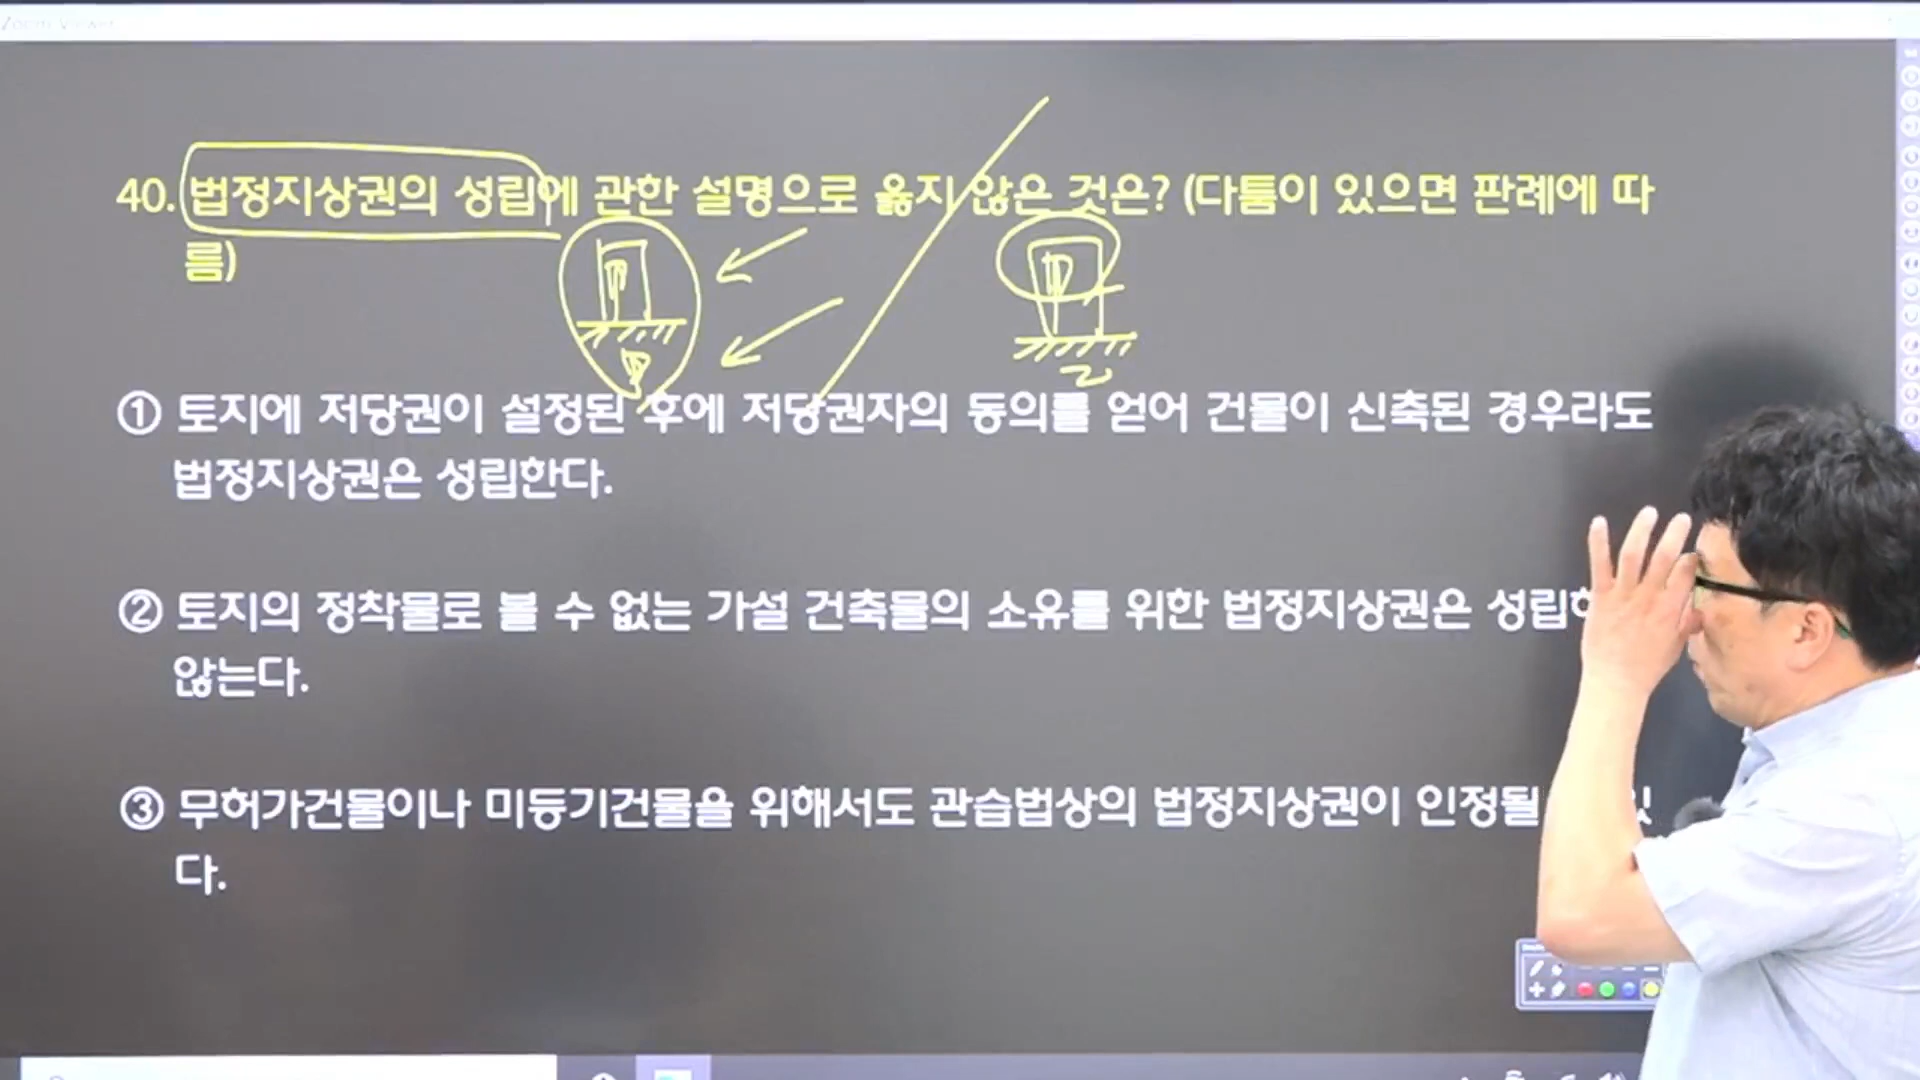 Zoom Viewer
40. 법정지상권의 성립에 관한 설명으로 옳지 않은 것은? (다툼이 있으면 판례에 따
름)
① 토지에 저당권이 설정된 후에 저당권자의 동의를 얻어 건물이 신축된 경우라도
법정지상권은 성립한다.
② 토지의 정착물로 볼 수 없는 가설 건축물의 소유를 위한 법정지상권은 성립하
않는다.
③ 무허가건물이나 미등기건물을 위해서도 관습법상의 법정지상권이 인정될 있
다.